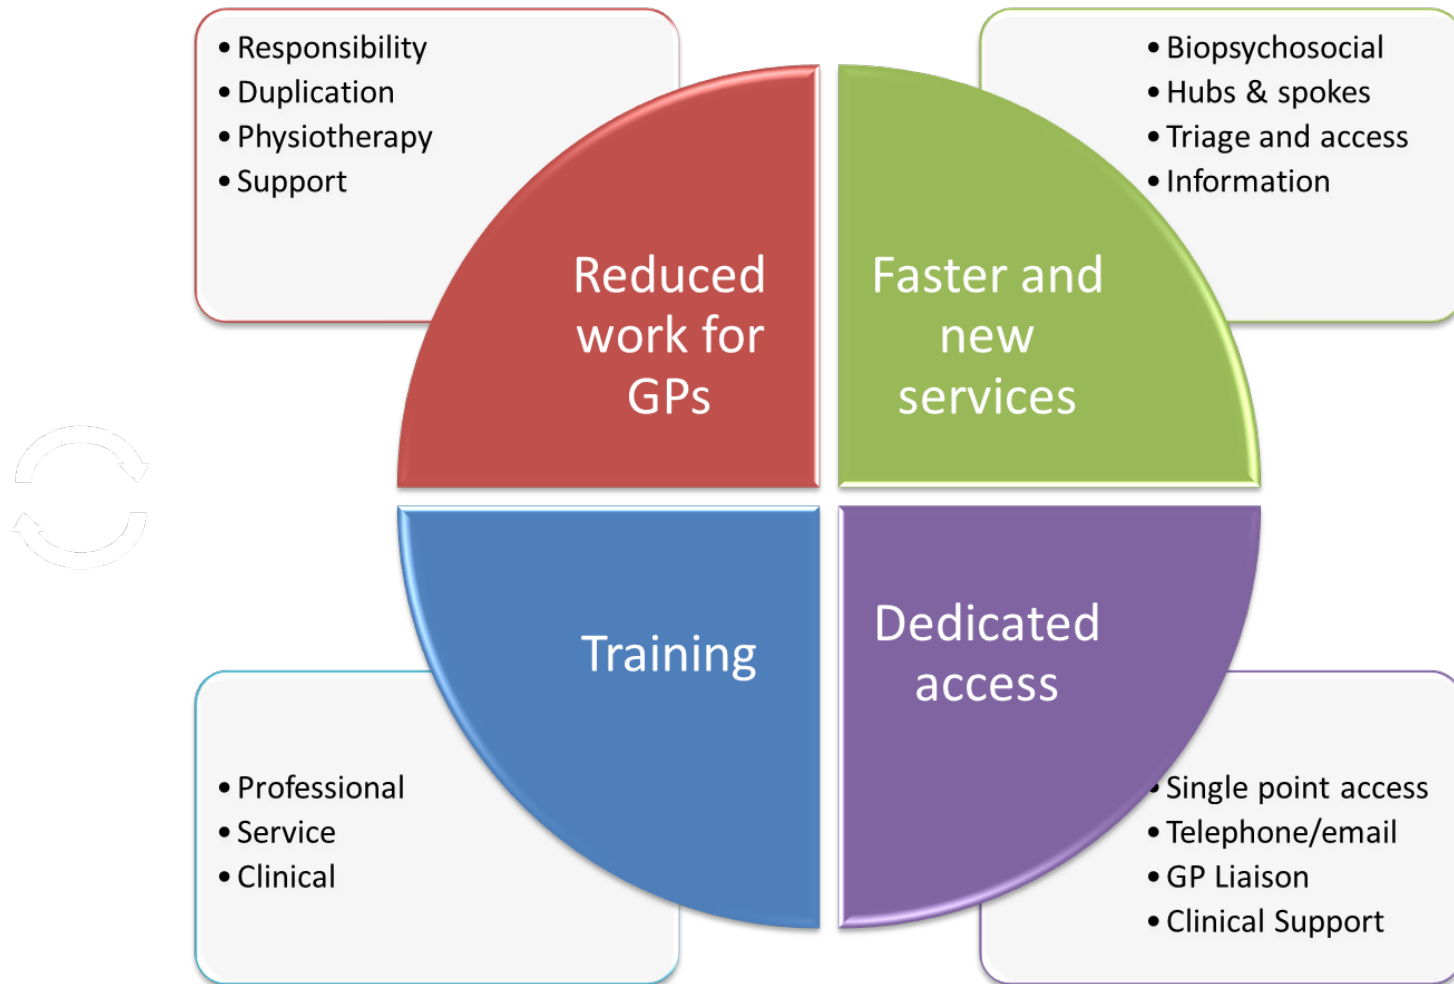 • Responsibility
• Duplication
• Physiotherapy
• Support
• Biopsychosocial
• Hubs & spokes
• Triage and access
• Information
Reduced
work for
GPs
Faster and
new
services
Training
Dedicated
access
• Professional
• Service
• Clinical
• Single point access
• Telephone/email
• GP Liaison
• Clinical Support